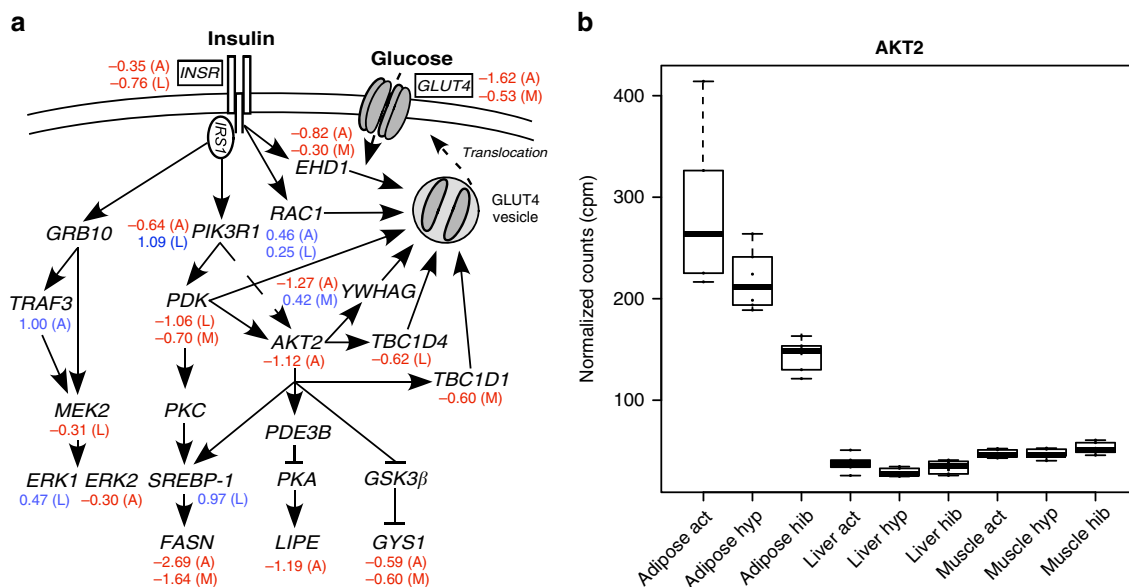 a
Insulin
−0.35 (A)
−0.76 (L)
INSR
Glucose
GLUT4
−1.62 (A)
−0.53 (M)
IRS1
−0.82 (A)
−0.30 (M)
EHD1
Translocation
GLUT4
vesicle
GRB10
−0.64 (A)
1.09 (L)
PIK3R1
RAC1
0.46 (A)
0.25 (L)
TRAF3
1.00 (A)
PDK
−1.06 (L)
−0.70 (M)
−1.27 (A)
0.42 (M)
YWHAG
AKT2
−1.12 (A)
TBC1D4
−0.62 (L)
TBC1D1
−0.60 (M)
MEK2
−0.31 (L)
PKC
PDE3B
ERK1
0.47 (L)
ERK2
−0.30 (A)
SREBP-1
0.97 (L)
PKA
GSK3β
FASN
−2.69 (A)
−1.64 (M)
LIPE
−1.19 (A)
GYS1
−0.59 (A)
−0.60 (M)
b
AKT2
Normalized counts (cpm)
400
300
200
100
Adipose act
Adipose hyp
Adipose hib
Liver act
Liver hyp
Liver hib
Muscle act
Muscle hyp
Muscle hib